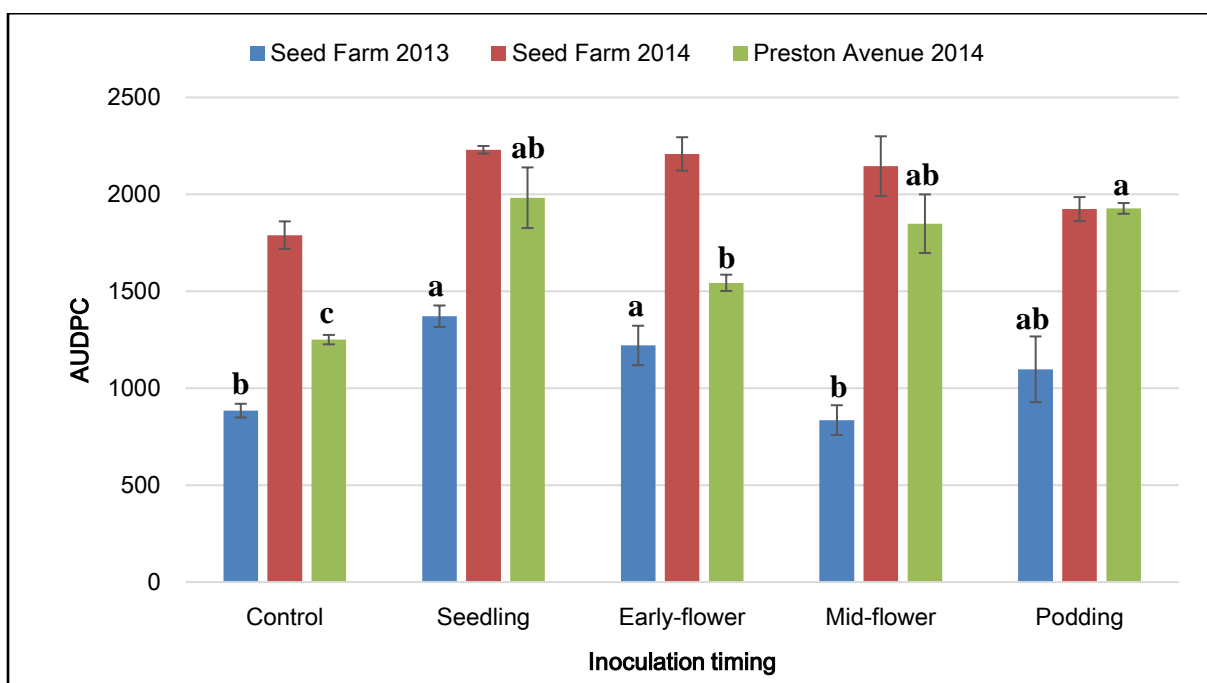 Seed Farm 2013 Seed Farm 2014 Preston Avenue 2014
2500
2000
1500
1000
500
0
AUDPC
b
c
a
ab
a
b
b
ab
ab
a
Control Seedling Early-flower Mid-flower Podding
Inoculation timing